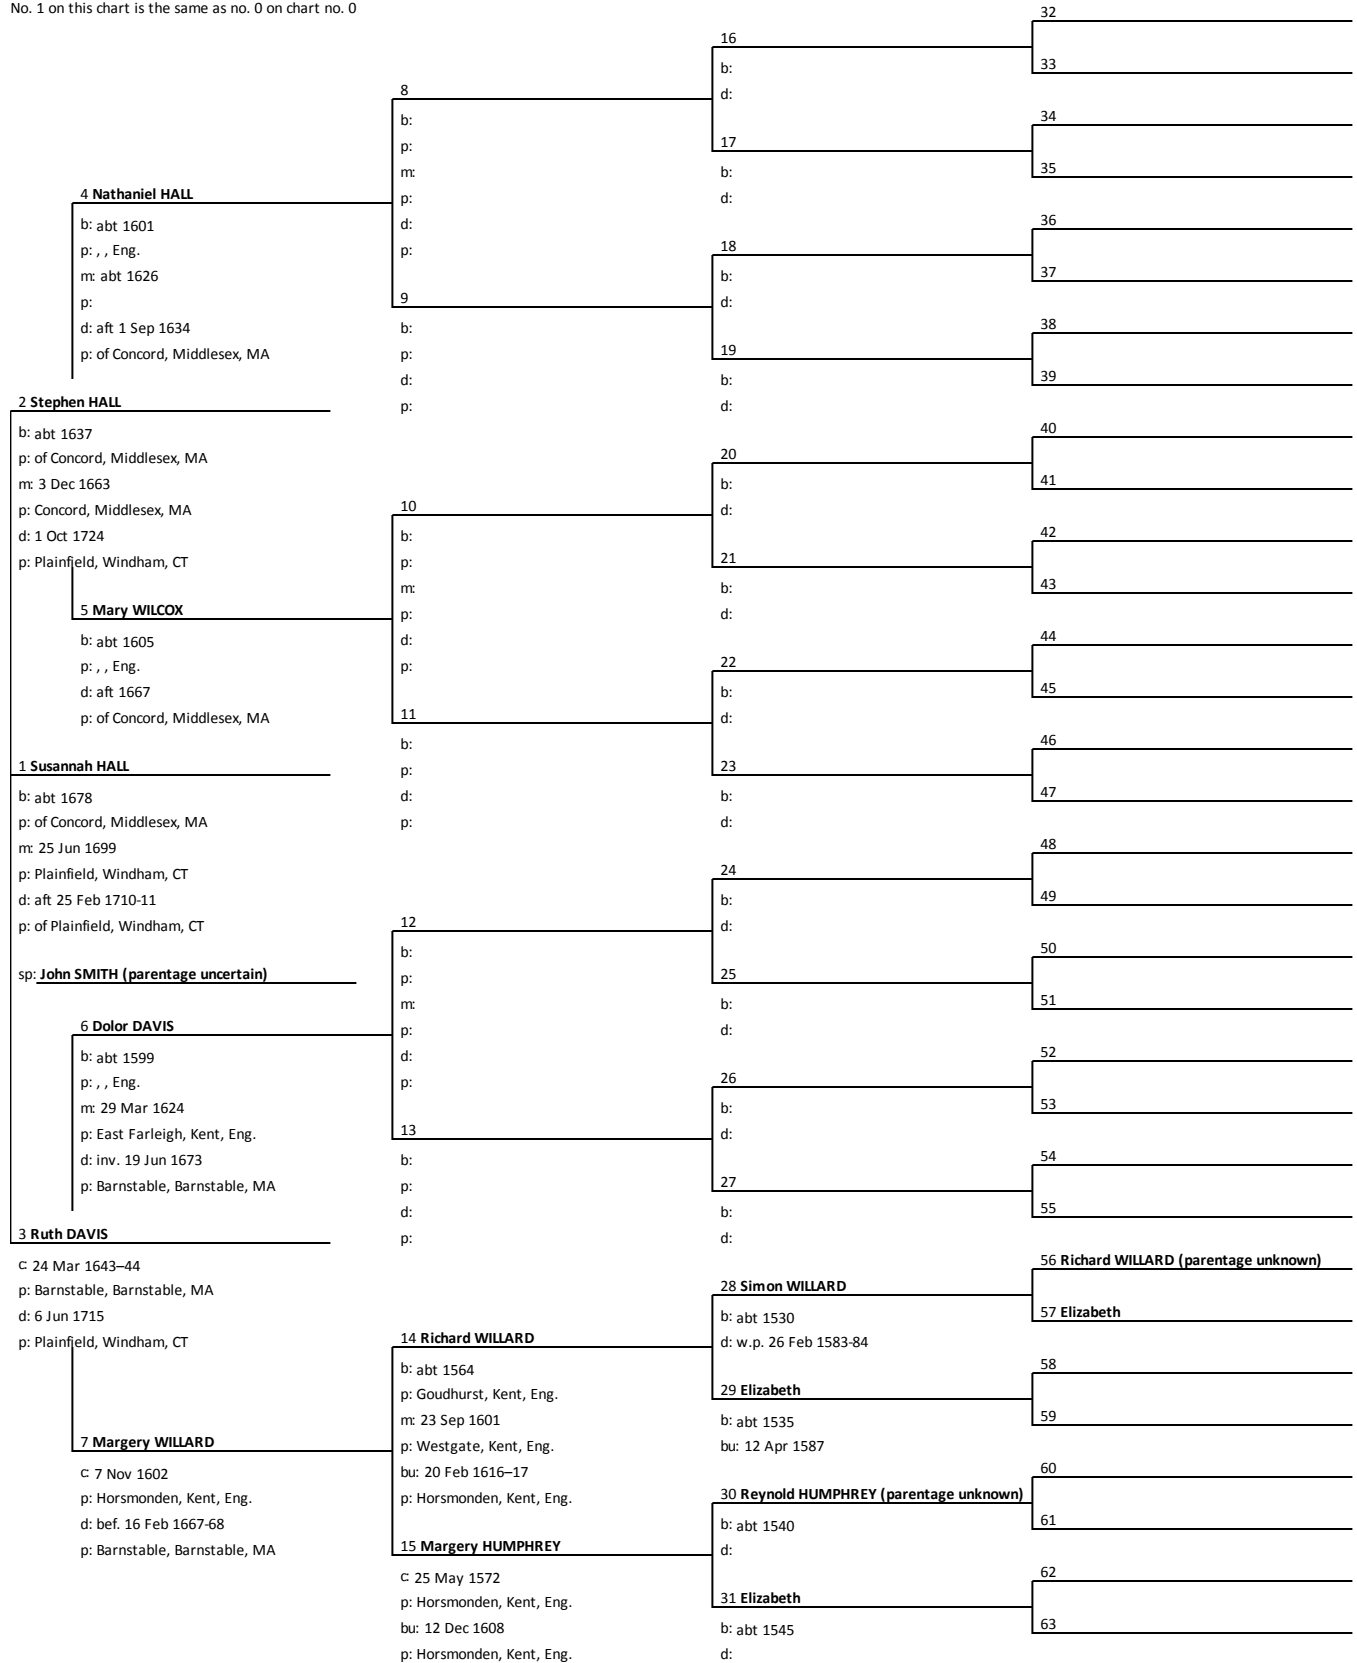 No. 1 on this chart is the same as no. 0 on chart no. 0
2 Stephen HALL
b: abt 1637
p: of Concord, Middlesex, MA
m: 3 Dec 1663
p: Concord, Middlesex, MA
d: 1 Oct 1724
p: Plainfield, Windham, CT
1 Susannah HALL
b: abt 1678
p: of Concord, Middlesex, MA
m: 25 Jun 1699
p: Plainfield, Windham, CT
d: aft 25 Feb 1710-11
p: of Plainfield, Windham, CT
sp: John SMITH (parentage uncertain)
3 Ruth DAVIS
c: 24 Mar 1643–44
p: Barnstable, Barnstable, MA
d: 6 Jun 1715
p: Plainfield, Windham, CT
4 Nathaniel HALL
b: abt 1601
p: , , Eng.
m: abt 1626
p:
d: aft 1 Sep 1634
p: of Concord, Middlesex, MA
5 Mary WILCOX
b: abt 1605
p: , , Eng.
d: aft 1667
p: of Concord, Middlesex, MA
6 Dolor DAVIS
b: abt 1599
p: , , Eng.
m: 29 Mar 1624
p: East Farleigh, Kent, Eng.
d: inv. 19 Jun 1673
p: Barnstable, Barnstable, MA
7 Margery WILLARD
c: 7 Nov 1602
p: Horsmonden, Kent, Eng.
d: bef. 16 Feb 1667-68
p: Barnstable, Barnstable, MA
8
b:
p:
m:
p:
d:
p:
9
b:
p:
d:
p:
10
b:
p:
m:
p:
d:
p:
11
b:
p:
d:
p:
12
b:
p:
m:
p:
d:
p:
13
b:
p:
d:
p:
14 Richard WILLARD
b: abt 1564
p: Goudhurst, Kent, Eng.
m: 23 Sep 1601
p: Westgate, Kent, Eng.
bu: 20 Feb 1616–17
p: Horsmonden, Kent, Eng.
15 Margery HUMPHREY
c: 25 May 1572
p: Horsmonden, Kent, Eng.
bu: 12 Dec 1608
p: Horsmonden, Kent, Eng.
16
b:
d:
17
b:
d:
18
b:
d:
19
b:
d:
20
b:
d:
21
b:
d:
22
b:
d:
23
b:
d:
24
b:
d:
25
b:
d:
26
b:
d:
27
b:
d:
28 Simon WILLARD
b: abt 1530
d: w.p. 26 Feb 1583-84
29 Elizabeth
b: abt 1535
bu: 12 Apr 1587
30 Reynold HUMPHREY (parentage unknown)
b: abt 1540
d:
31 Elizabeth
b: abt 1545
d:
32
33
34
35
36
37
38
39
40
41
42
43
44
45
46
47
48
49
50
51
52
53
54
55
56 Richard WILLARD (parentage unknown)
57 Elizabeth
58
59
60
61
62
63